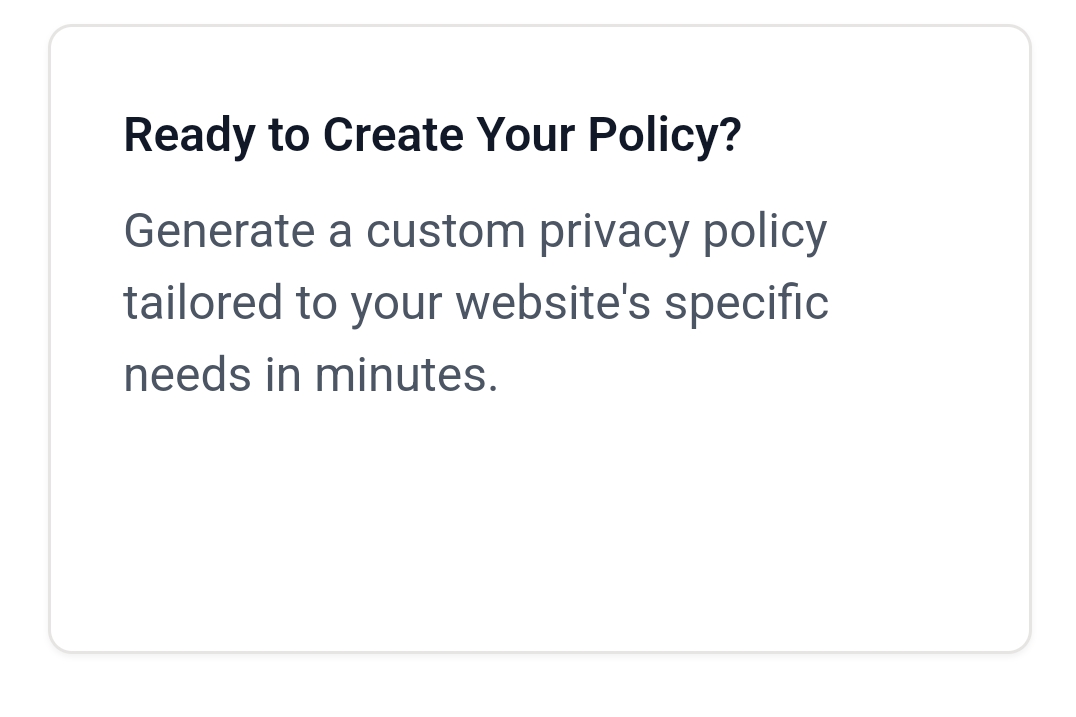 Ready to Create Your Policy?
Generate a custom privacy policy
tailored to your website's specific
needs in minutes.